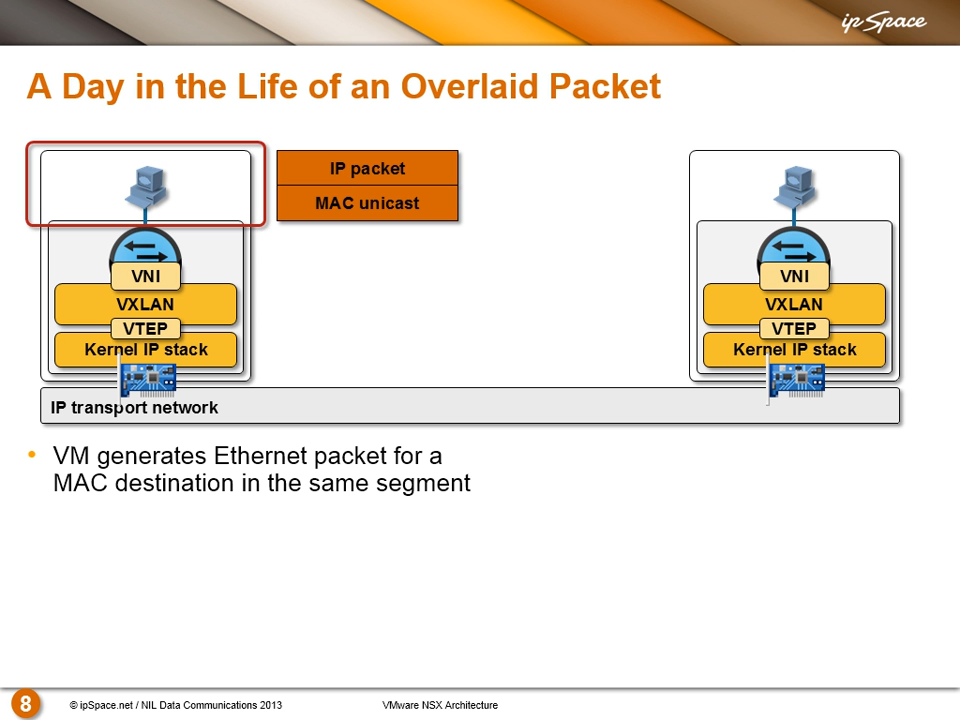 ipSpace
A Day in the Life of an Overlaid Packet
IP packet
MAC unicast
VNI
VXLAN
VTEP
Kernel IP stack
VNI
VXLAN
VTEP
Kernel IP stack
IP transport network
• VM generates Ethernet packet for a
MAC destination in the same segment
8
© ipSpace.net / NIL Data Communications 2013
VMware NSX Architecture